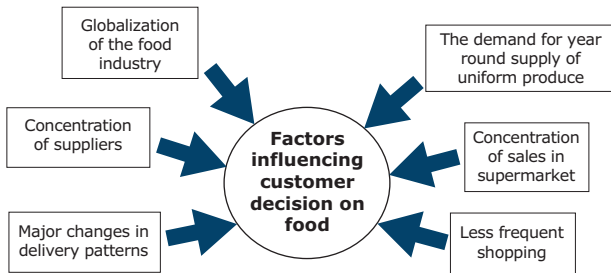 Globalization
of the food
industry
The demand for year
round supply of
uniform produce
Concentration
of suppliers
Factors
influencing
customer
decision on
food
Concentration
of sales in
supermarket
Major changes in
delivery patterns
Less frequent
shopping